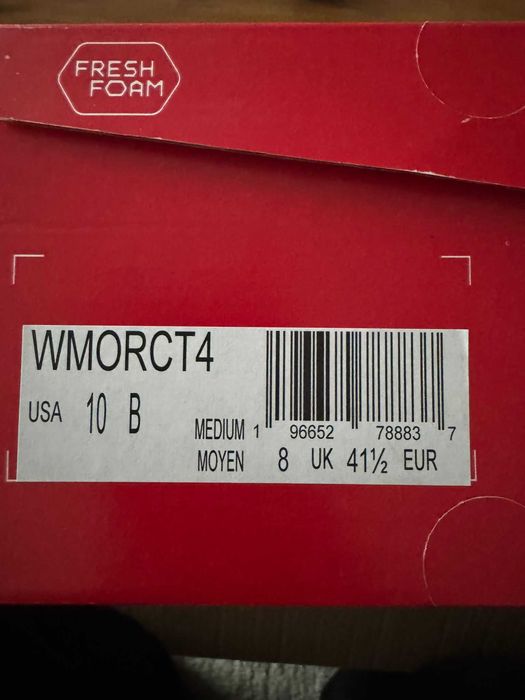 FRESH
FOAM
WMORCT4
USA 10 B
MEDIUM 1 96652 78883 7
MOYEN 8 UK 41½ EUR